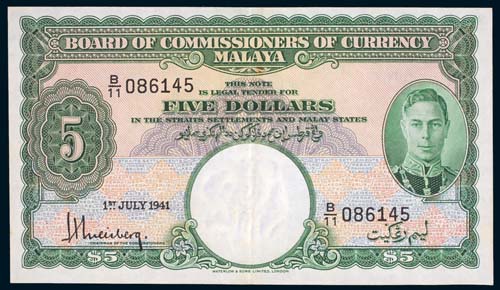 BOARD OF COMMISSIONERS OF CURRENCY
MALAYA
B/11 086145
THIS NOTE
IS LEGAL TENDER FOR
FIVE DOLLARS
IN THE STRAITS SETTLEMENTS AND MALAY STATES
5
1ST JULY 1941
B/11 086145
CHAIRMAN OF THE COMMISSIONERS
ليم رڠڬيت
$5
$5
WATERLOW & SONS LIMITED, LONDON.